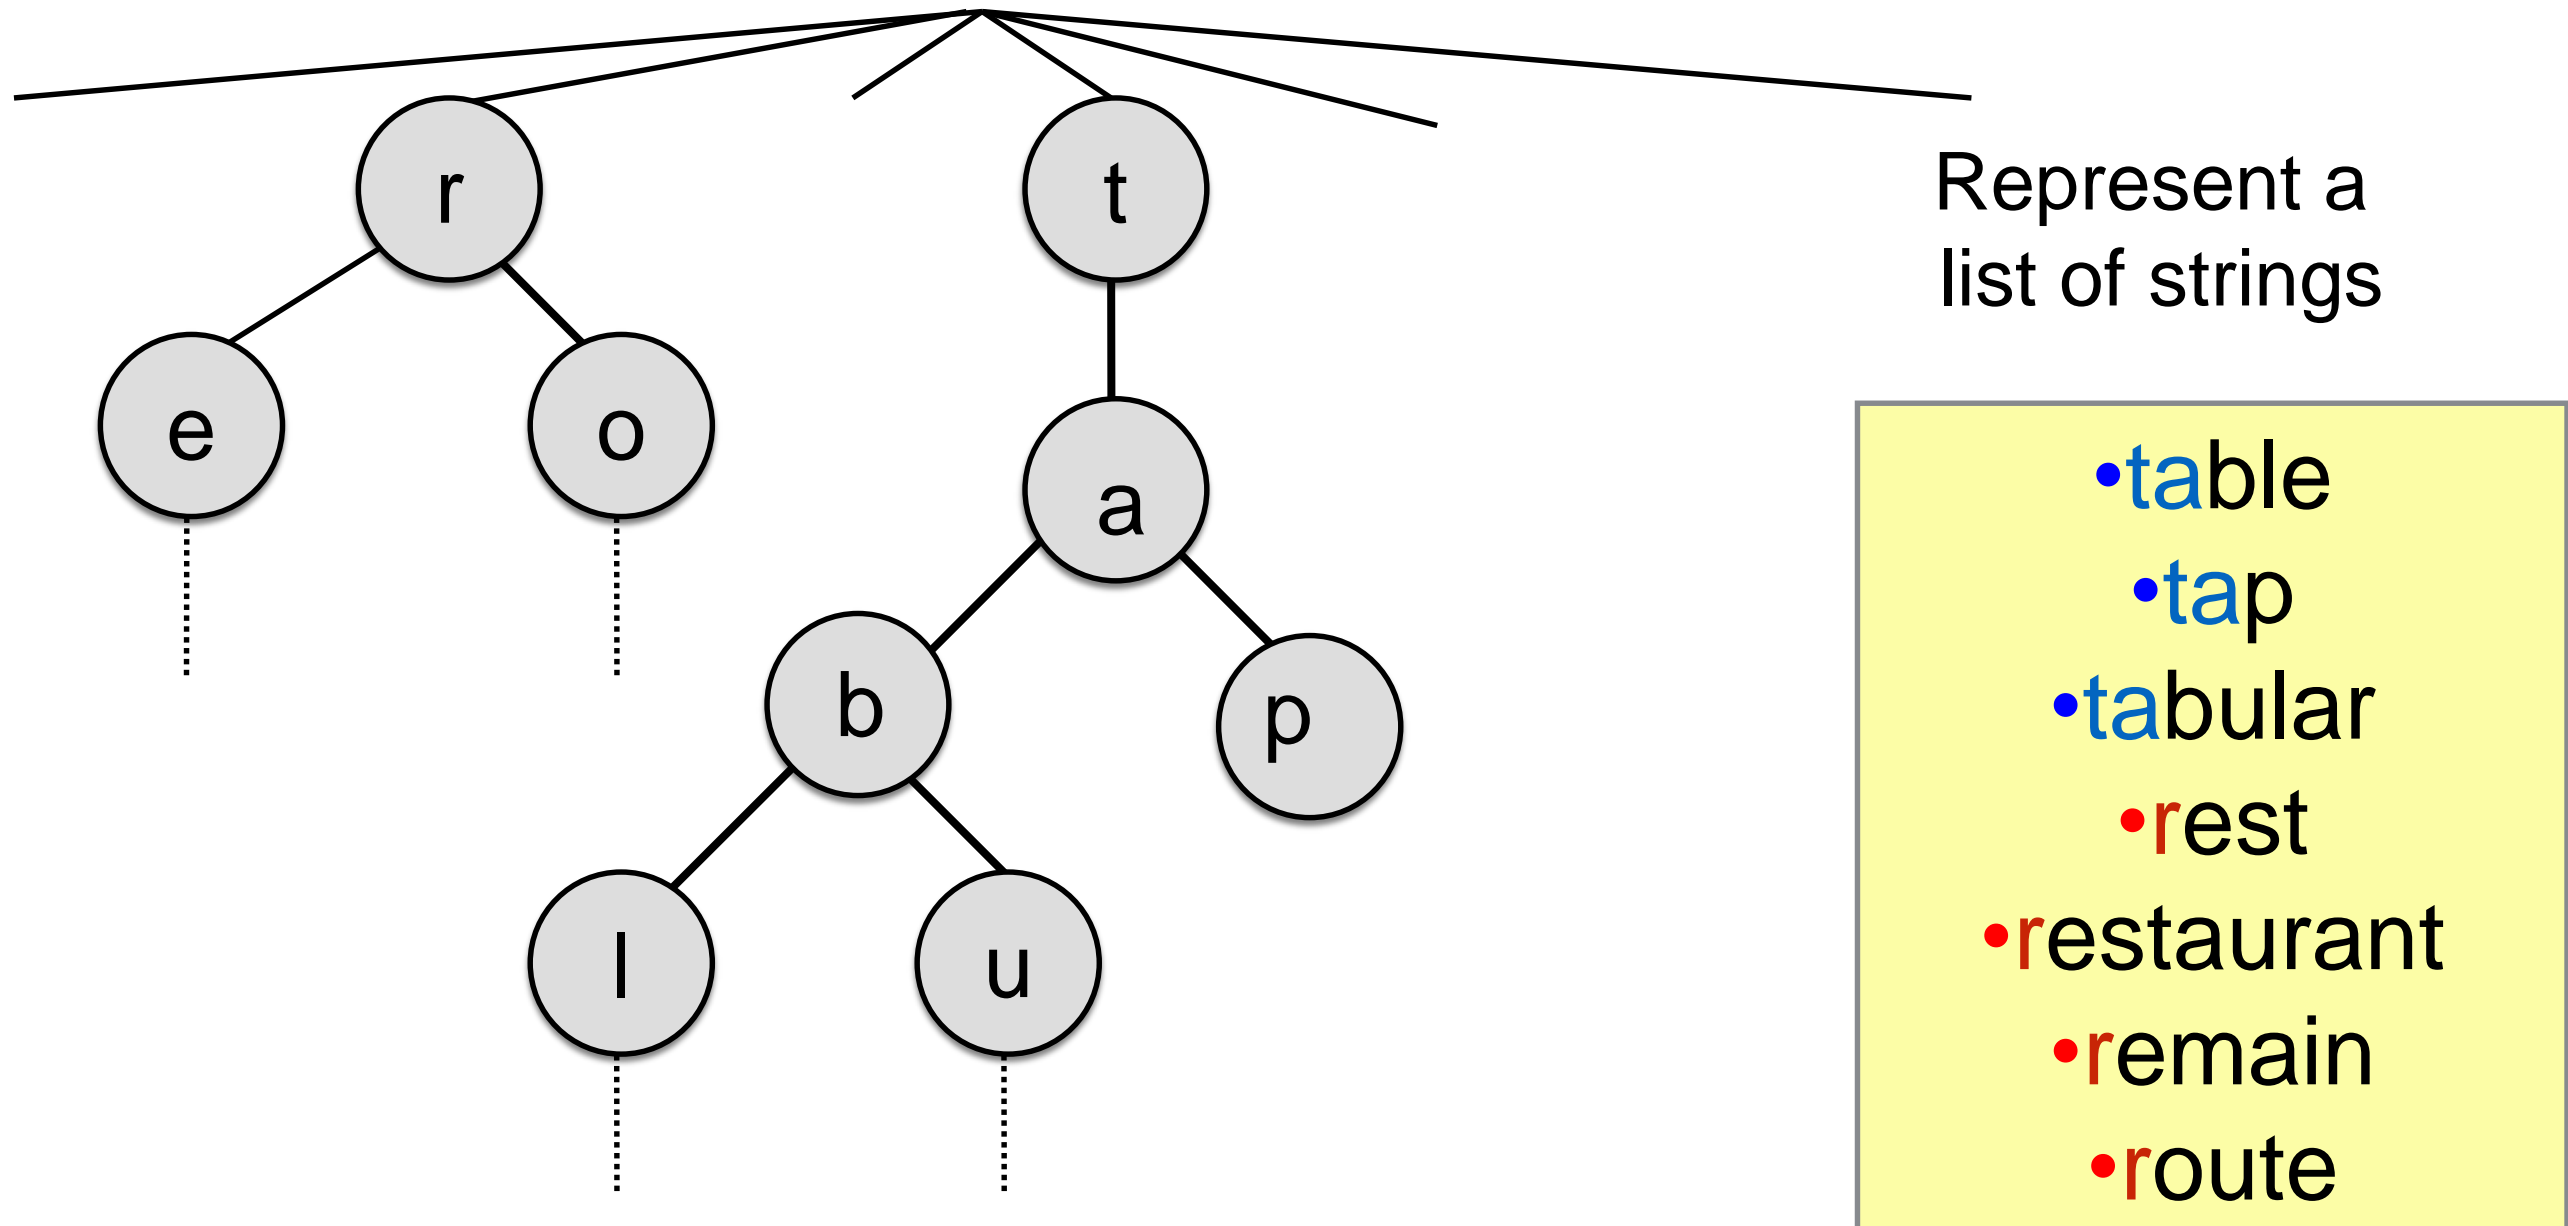 r
t
Represent a
list of strings
e
o
a
b
p
l
u
•table
•tap
•tabular
•rest
•restaurant
•remain
•route